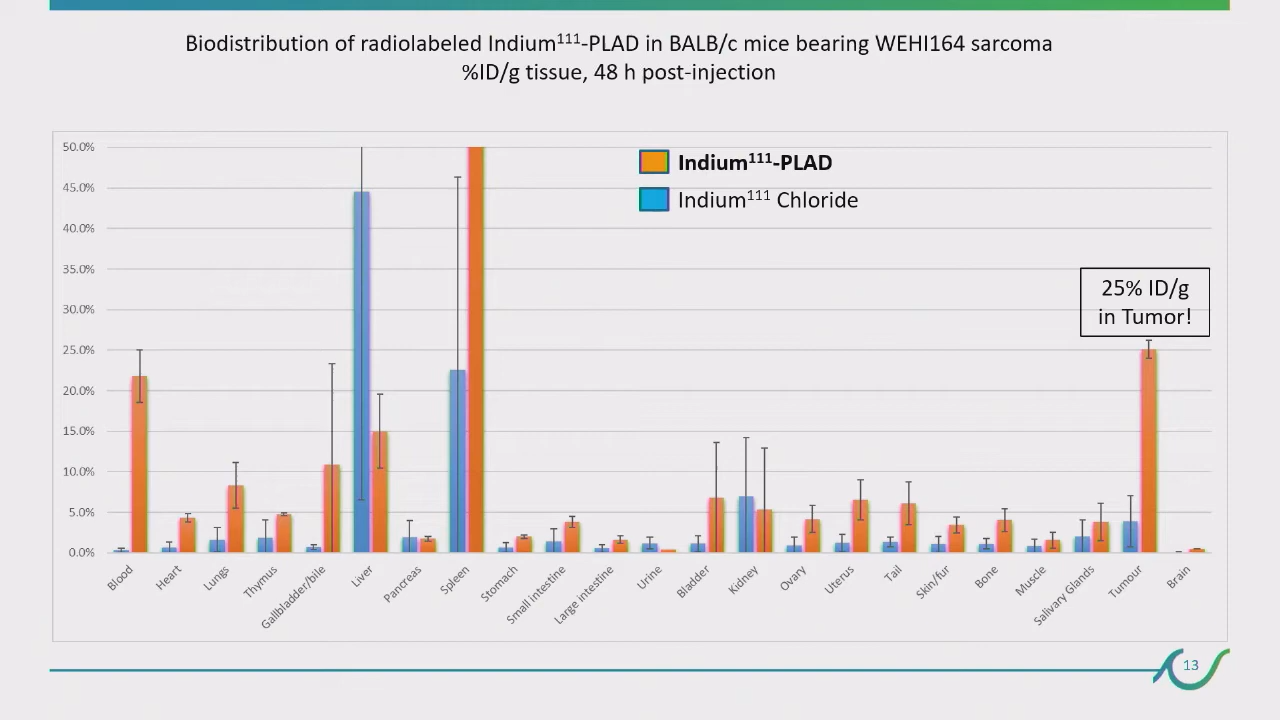 Biodistribution of radiolabeled Indium¹¹¹-PLAD in BALB/c mice bearing WEHI164 sarcoma
%ID/g tissue, 48 h post-injection
50.0%
45.0%
40.0%
35.0%
30.0%
25.0%
20.0%
15.0%
10.0%
5.0%
0.0%
Indium¹¹¹-PLAD
Indium¹¹¹ Chloride
25% ID/g
in Tumor!
Blood
Heart
Lungs
Thymus
Gallbladder/bile
Liver
Pancreas
Spleen
Stomach
Small intestine
Large intestine
Urine
Bladder
Kidney
Ovary
Uterus
Tail
Skin/fur
Bone
Muscle
Salivary Glands
Tumour
Brain
13